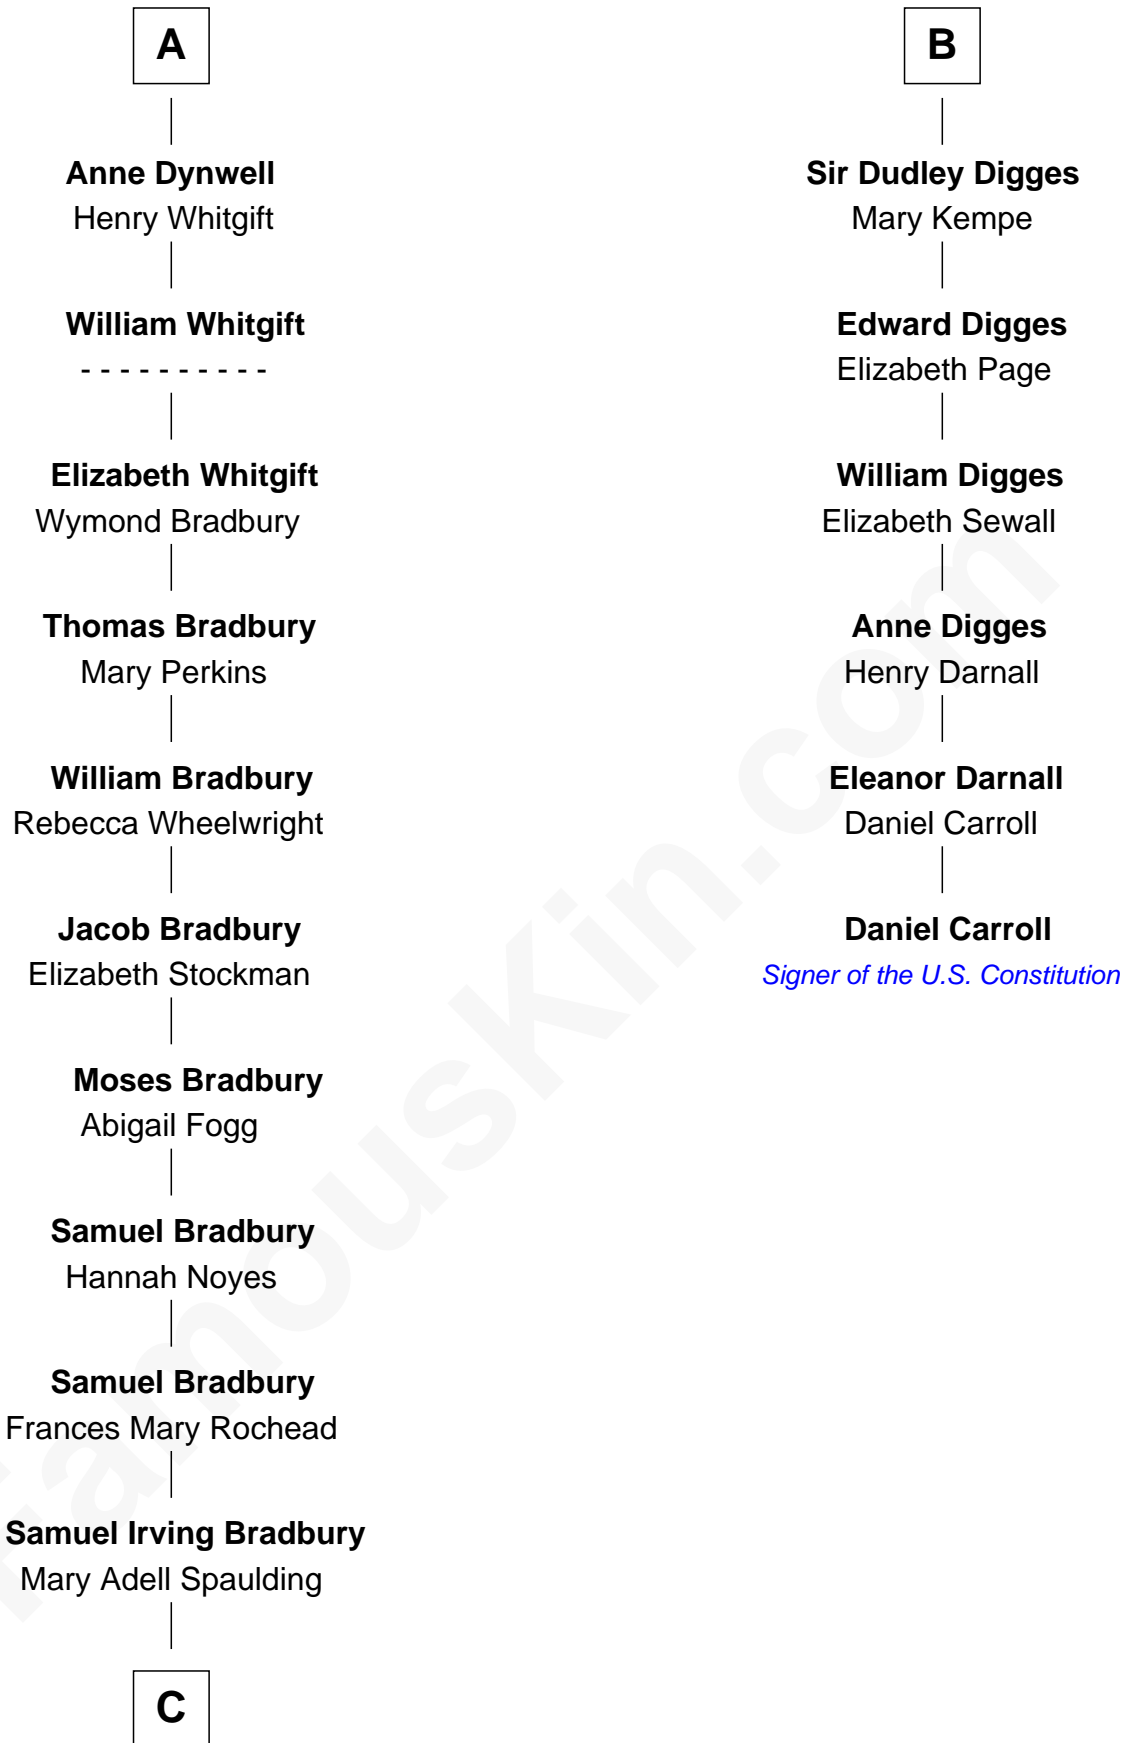 A
Anne Dynwell
Henry Whitgift
William Whitgift
- - - - - - - - - -
Elizabeth Whitgift
Wymond Bradbury
Thomas Bradbury
Mary Perkins
William Bradbury
Rebecca Wheelwright
Jacob Bradbury
Elizabeth Stockman
Moses Bradbury
Abigail Fogg
Samuel Bradbury
Hannah Noyes
Samuel Bradbury
Frances Mary Rochead
Samuel Irving Bradbury
Mary Adell Spaulding
C
B
Sir Dudley Digges
Mary Kempe
Edward Digges
Elizabeth Page
William Digges
Elizabeth Sewall
Anne Digges
Henry Darnall
Eleanor Darnall
Daniel Carroll
Daniel Carroll
Signer of the U.S. Constitution
FamousKin.com